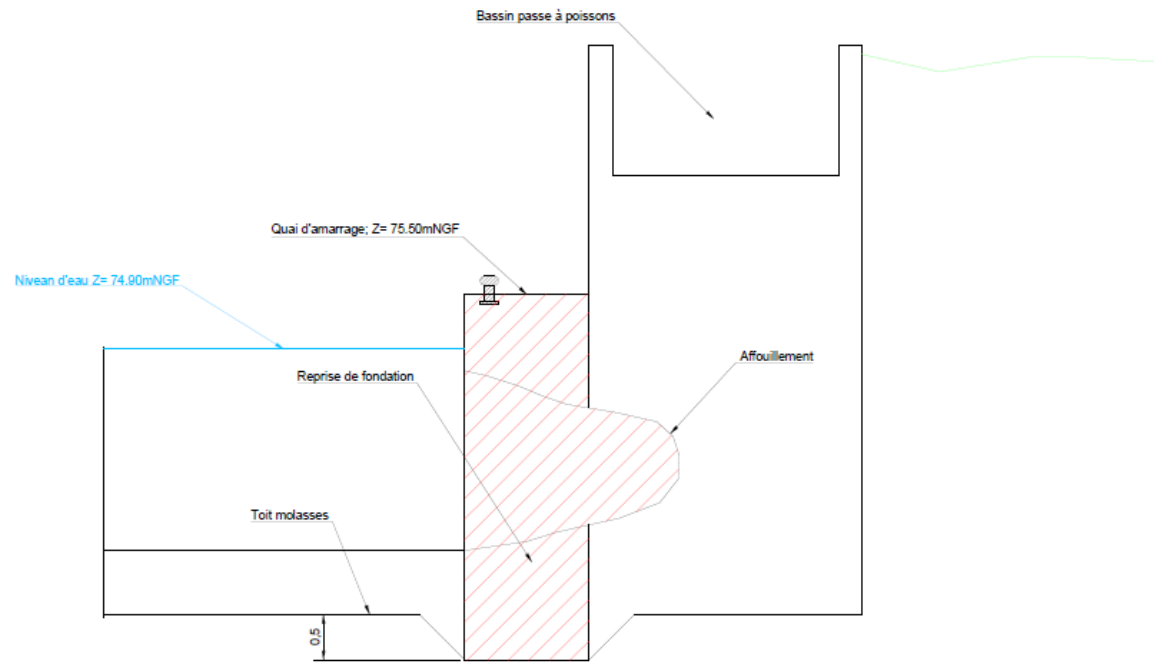 Bassin passe à poissons
Quai d'amarrage; Z= 75.50mNGF
Nivean d'eau Z= 74.90mNGF
Affouillement
Reprise de fondation
Toit molasses
0,5